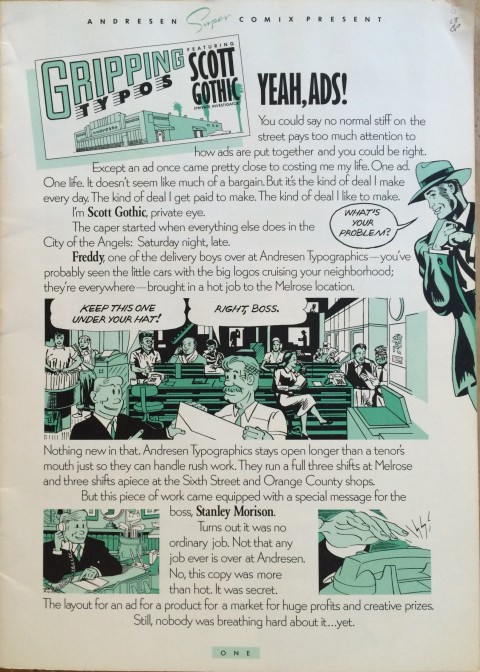 ANDRESEN Super COMIX PRESENT
GRIPPING
TYPOS
FEATURING
SCOTT
GOTHIC
(PRIVATE INVESTIGATOR)
YEAH, ADS!
You could say no normal stiff on the
street pays too much attention to
how ads are put together and you could be right.
Except an ad once came pretty close to costing me my life. One ad.
One life. It doesn't seem like much of a bargain. But it's the kind of deal I make
every day. The kind of deal I get paid to make. The kind of deal I like to make.
I'm Scott Gothic, private eye.
The caper started when everything else does in the
City of the Angels: Saturday night, late.
WHAT'S
YOUR
PROBLEM?
Freddy, one of the delivery boys over at Andresen Typographics—you've
probably seen the little cars with the big logos cruising your neighborhood;
they're everywhere—brought in a hot job to the Melrose location.
KEEP THIS ONE
UNDER YOUR HAT!
RIGHT, BOSS.
Nothing new in that. Andresen Typographics stays open longer than a tenor's
mouth just so they can handle rush work. They run a full three shifts at Melrose
and three shifts apiece at the Sixth Street and Orange County shops.
But this piece of work came equipped with a special message for the
boss, Stanley Morison.
Turns out it was no
ordinary job. Not that any
job ever is over at Andresen.
No, this copy was more
than hot. It was secret.
The layout for an ad for a product for a market for huge profits and creative prizes.
Still, nobody was breathing hard about it...yet.
ONE